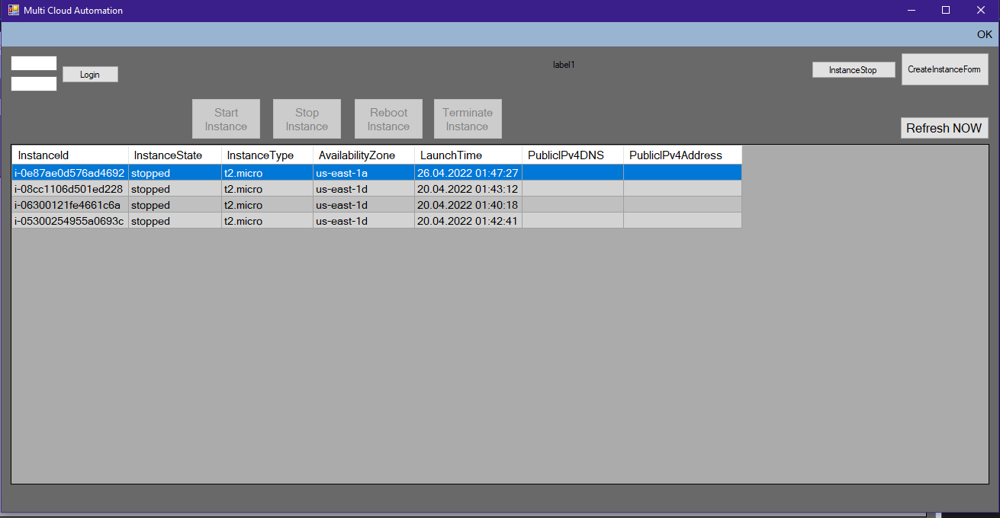 Multi Cloud Automation
OK
label1
Login
InstanceStop
CreateInstanceForm
Start
Instance
Stop
Instance
Reboot
Instance
Terminate
Instance
Refresh NOW
InstanceId InstanceState InstanceType AvailabilityZone LaunchTime PublicIPv4DNS PublicIPv4Address
i-0e87ae0d576ad4692 stopped t2.micro us-east-1a 26.04.2022 01:47:27
i-08cc1106d501ed228 stopped t2.micro us-east-1d 20.04.2022 01:43:12
i-06300121fe4661c6a stopped t2.micro us-east-1d 20.04.2022 01:40:18
i-05300254955a0693c stopped t2.micro us-east-1d 20.04.2022 01:42:41